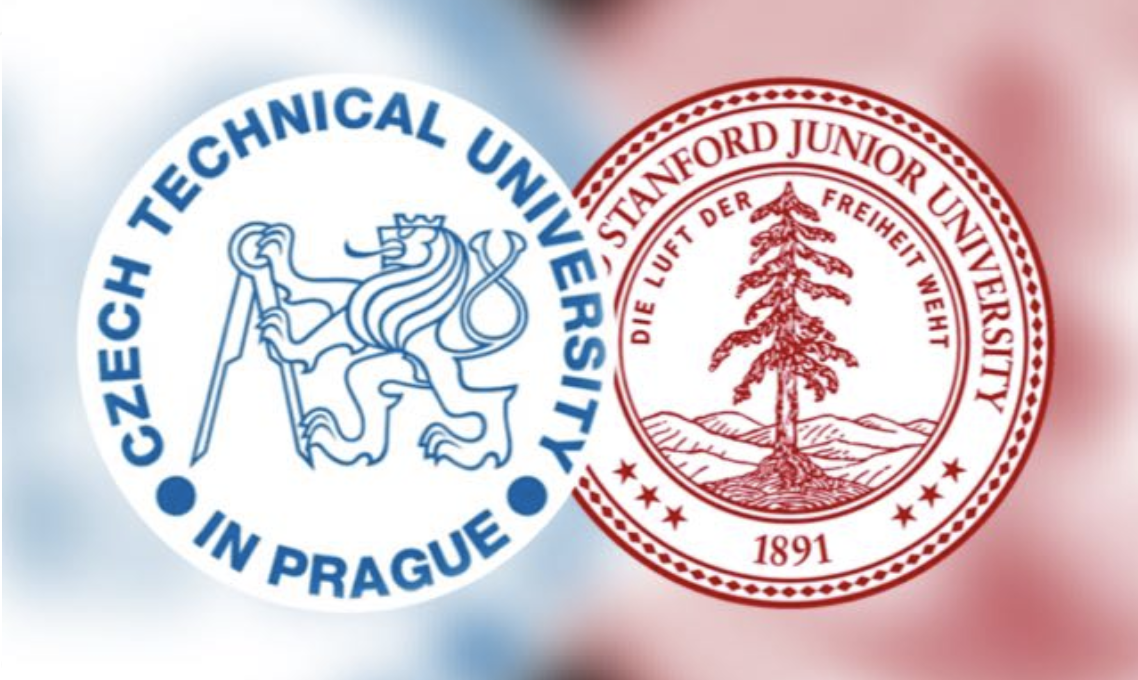 CZECH TECHNICAL UNIVERSITY
IN PRAGUE
STANFORD JUNIOR UNIVERSITY
DIE LUFT DER FREIHEIT WEHT
1891